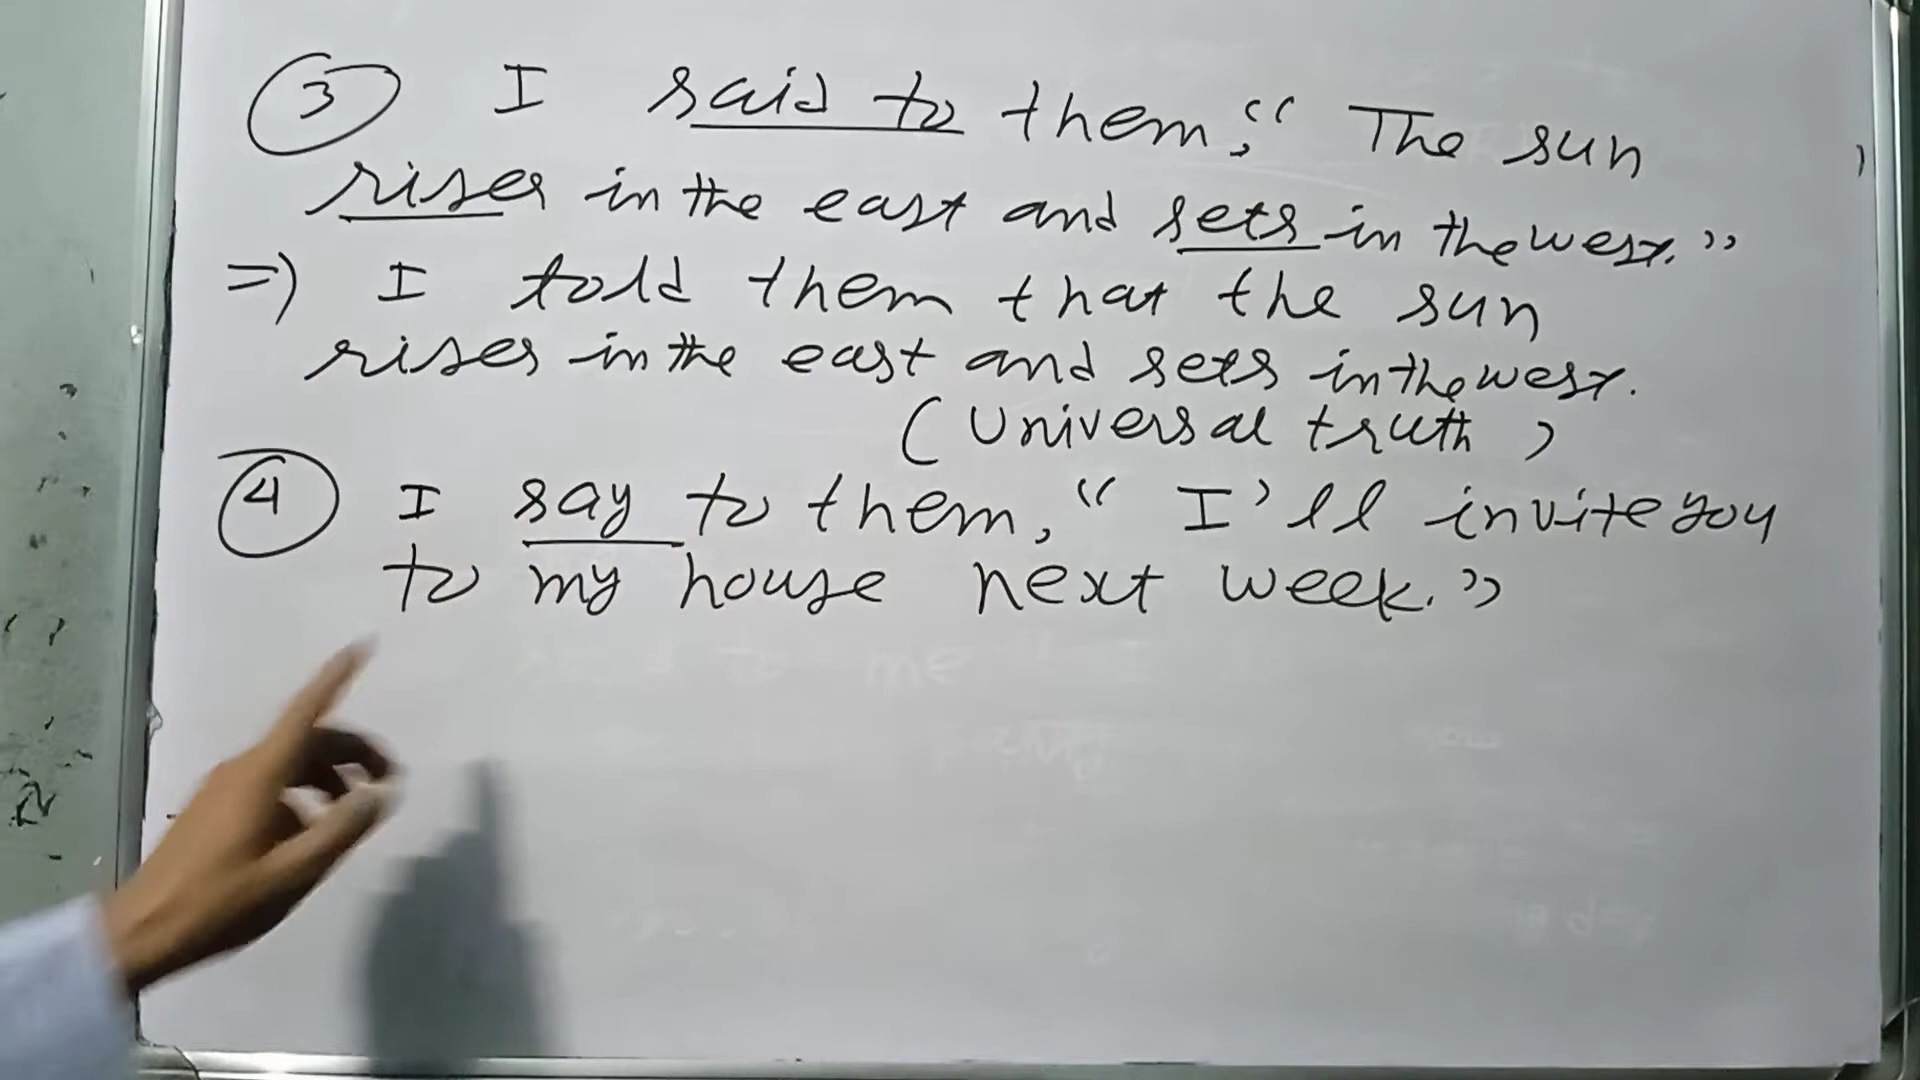 ③ I said to them, “ The sun
rises in the east and sets in the west. ”
=) I told them that the sun
rises in the east and sets in the west.
( Universal truth )
④ I say to them, “ I'll invite you
to my house next week. ”
to me